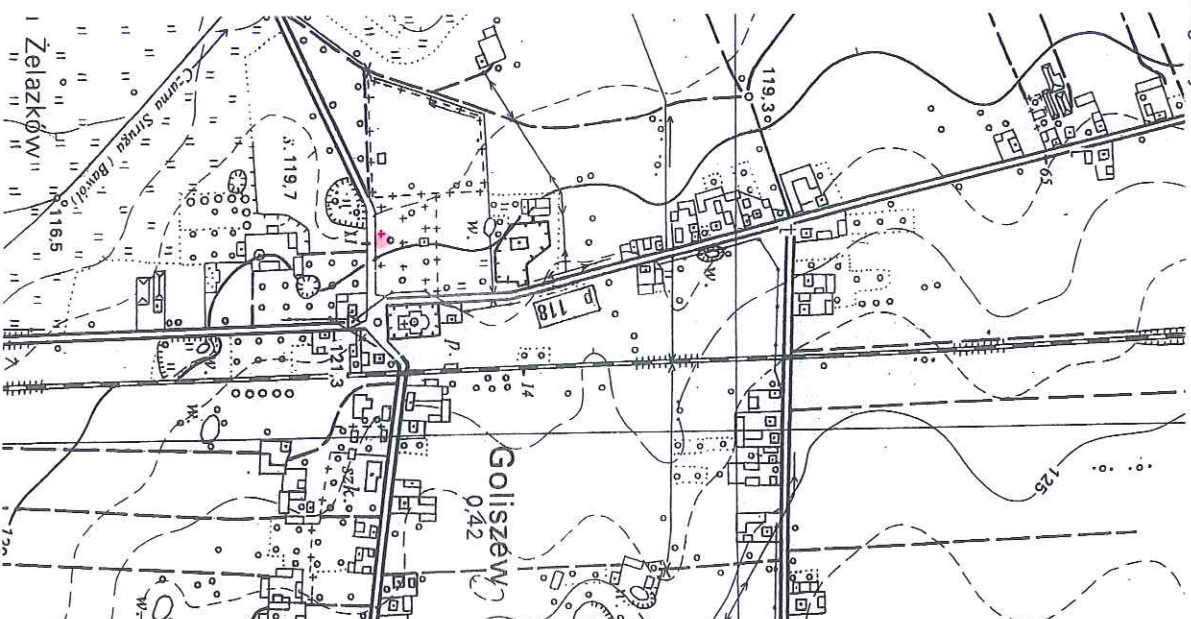 Żelazków
Czarna Struga (Bawół)
116.5
š 119.7
119.3
65
w.
w.
118
P
121.3
p.
14
w.
w.
szk.
Goliszew
0,42
125
w.